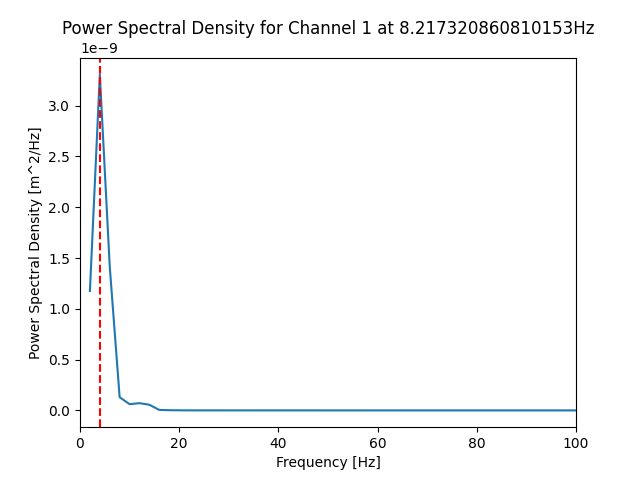 Power Spectral Density for Channel 1 at 8.217320860810153Hz
1e−9
3.0
2.5
2.0
1.5
1.0
0.5
0.0
Power Spectral Density [m^2/Hz]
0 20 40 60 80 100
Frequency [Hz]